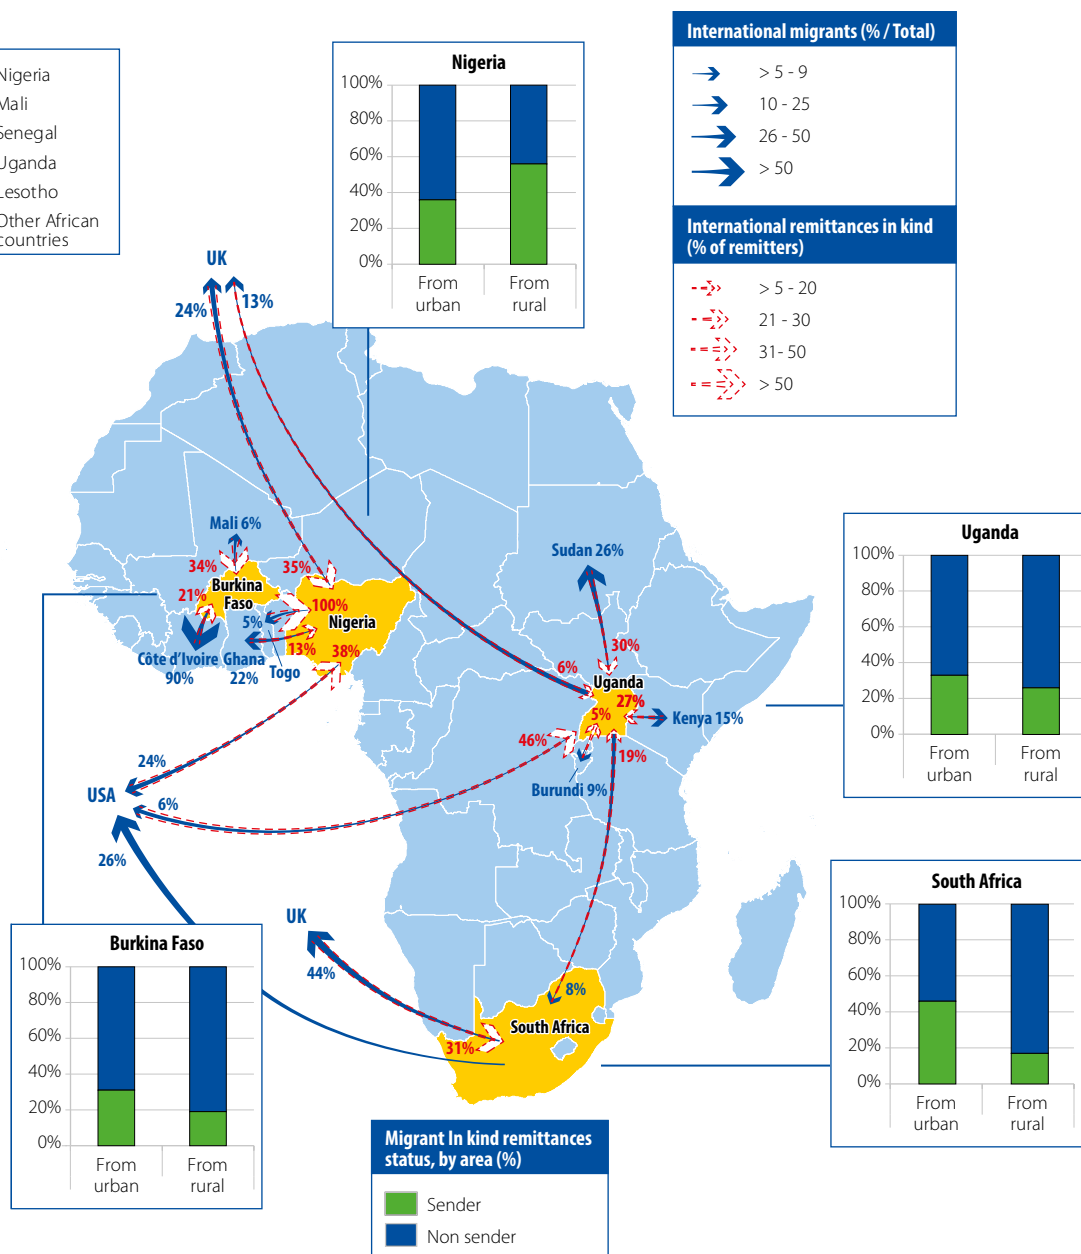 Nigeria
Mali
Senegal
Uganda
Lesotho
Other African
countries
Nigeria
100%
80%
60%
40%
20%
0%
From
urban
From
rural
International migrants (% / Total)
> 5 - 9
10 - 25
26 - 50
> 50
International remittances in kind
(% of remitters)
> 5 - 20
21 - 30
31- 50
> 50
UK
24%
13%
Mali 6%
34%
35%
21%
Burkina
Faso
100%
5%
Nigeria
13%
38%
Côte d'Ivoire
90%
Ghana
22%
Togo
Sudan 26%
30%
6%
Uganda
27%
5%
Kenya 15%
46%
19%
Burundi 9%
24%
USA
6%
26%
UK
44%
8%
South Africa
31%
Uganda
100%
80%
60%
40%
20%
0%
From
urban
From
rural
South Africa
100%
80%
60%
40%
20%
0%
From
urban
From
rural
Burkina Faso
100%
80%
60%
40%
20%
0%
From
urban
From
rural
Migrant In kind remittances
status, by area (%)
Sender
Non sender